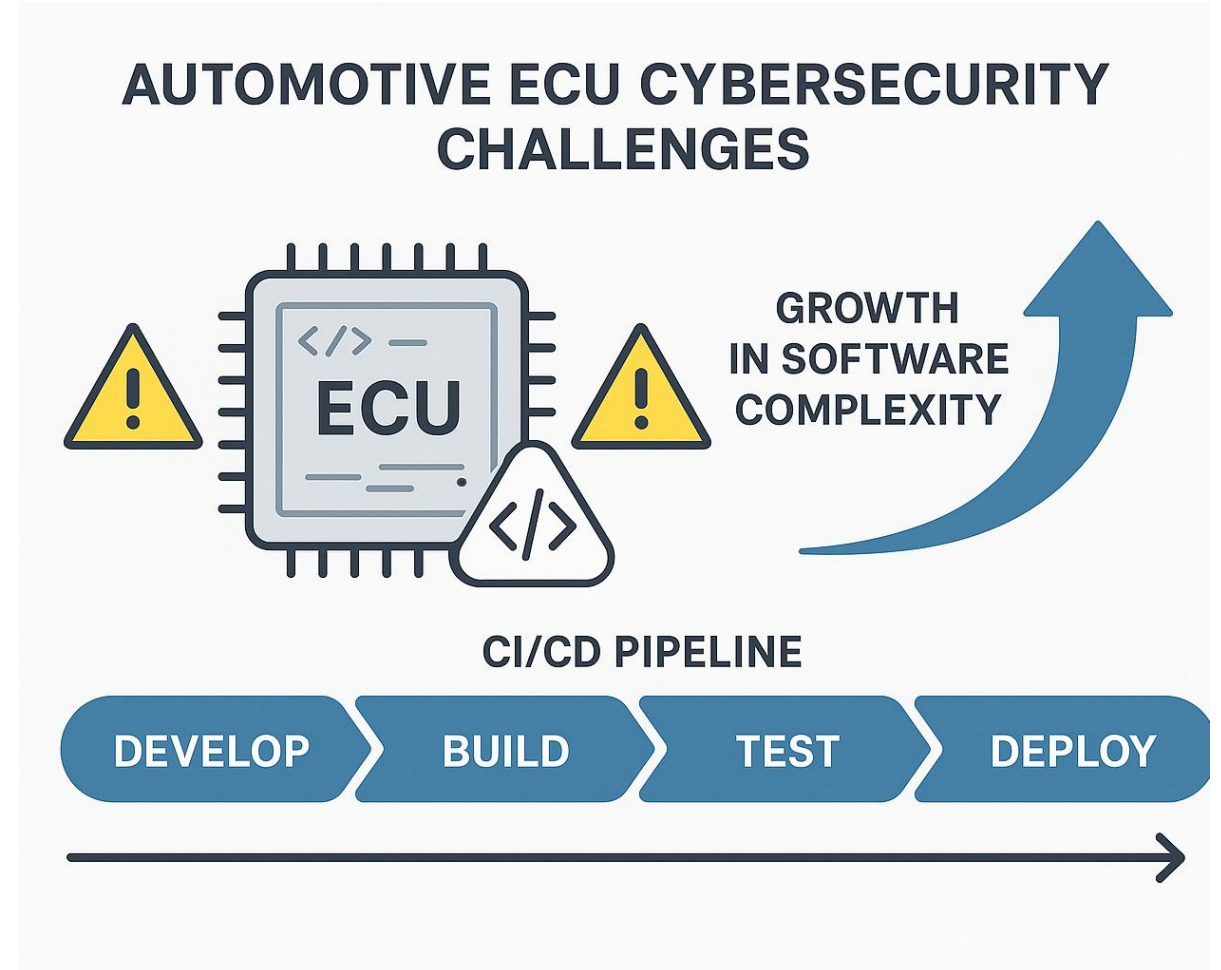 AUTOMOTIVE ECU CYBERSECURITY
CHALLENGES
</>
ECU
</>
GROWTH
IN SOFTWARE
COMPLEXITY
CI/CD PIPELINE
DEVELOP
BUILD
TEST
DEPLOY